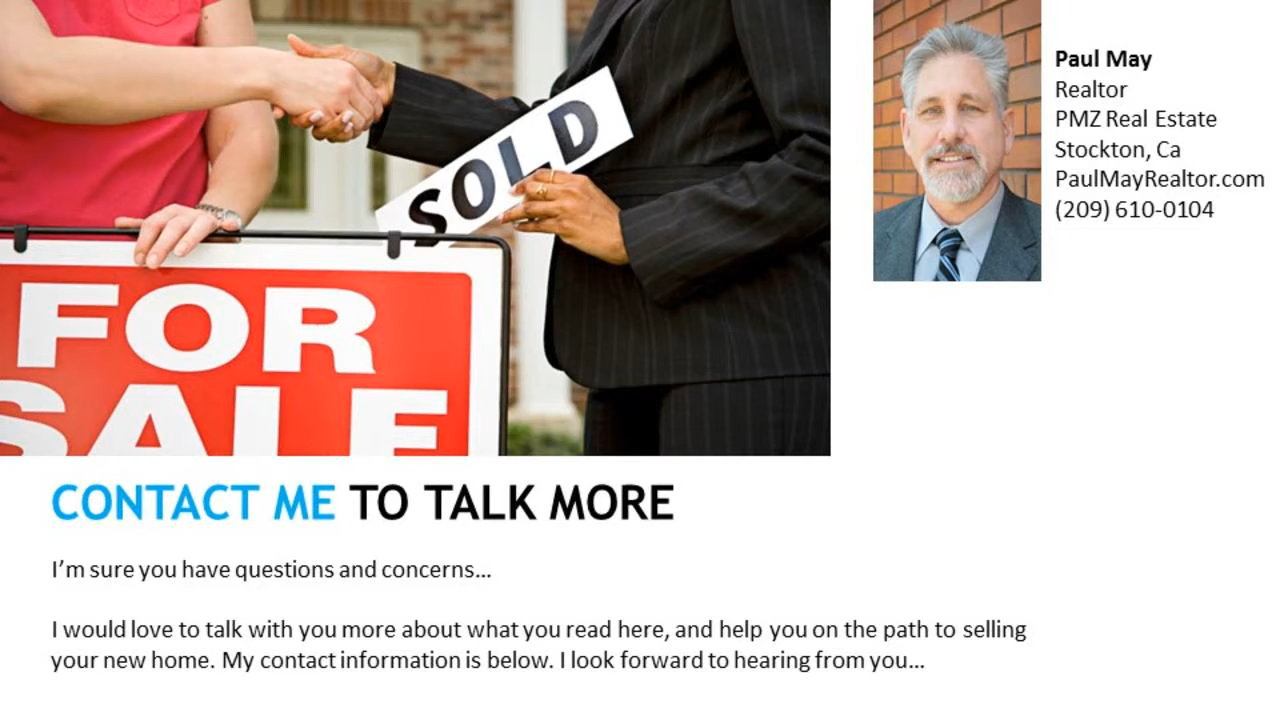 SOLD
FOR
SALE
Paul May
Realtor
PMZ Real Estate
Stockton, Ca
PaulMayRealtor.com
(209) 610-0104
CONTACT ME TO TALK MORE
I’m sure you have questions and concerns…
I would love to talk with you more about what you read here, and help you on the path to selling
your new home. My contact information is below. I look forward to hearing from you…